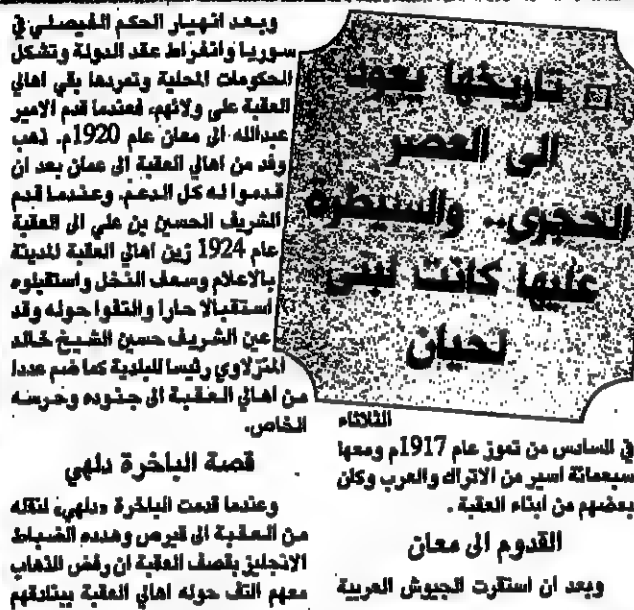 □ تاريخها يعود
الى العصر
الحجري.. والسيطرة
عليها كانت لبني
لحيان
الثلاثاء
في السادس من تموز عام 1917م ومعها
سبعمائة اسير من الاتراك والعرب وكان
بعضهم من ابناء العقبة .
القدوم الى معان
وبعد ان استقرت الجيوش العربية
وبعد انهيار الحكم الفيصلي في
سوريا وانفراط عقد الدولة وتشكل
الحكومات المحلية وتمردها بقي اهالي
العقبة على ولائهم، فعندما قدم الامير
عبدالله الى معان عام 1920م. ذهب
وفد من اهالي العقبة الى عمان بعد ان
قدموا له كل الدعم. وعندما قدم
الشريف الحسين بن علي الى العقبة
عام 1924 زين اهالي العقبة المدينة
بالاعلام وسعف النخل واستقبلوه
استقبالا حارا والتفوا حوله وقد
عين الشريف حسين الشيخ خالد
المنزلاوي رئيسا للبلدية كما ضم عددا
من اهالي العقبة الى جنوده وحرسه
الخاص.
قصة الباخرة دلهي
وعندما قدمت الباخرة «دلهي» لنقله
من العقبة الى قبرص وهدده الضباط
الانجليز بقصف العقبة ان رفض الذهاب
معهم التف حوله اهالي العقبة ببنادقهم